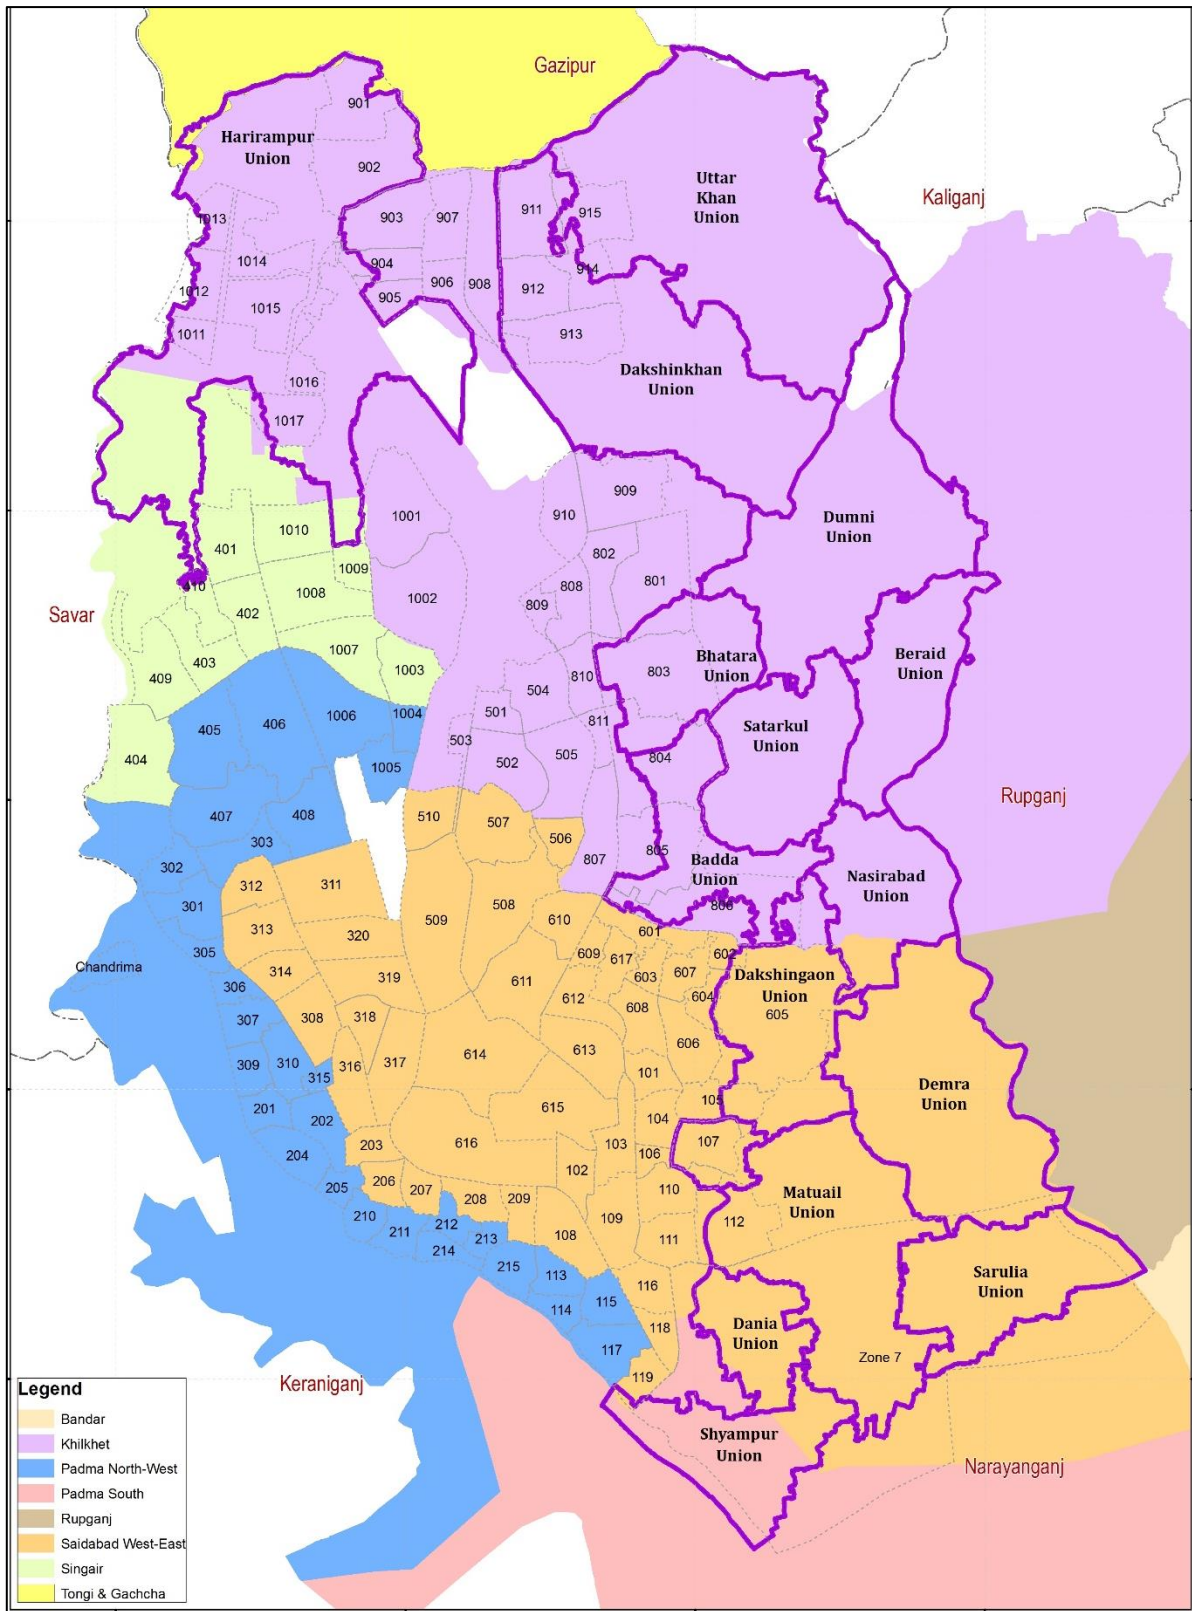 Gazipur
901
Harirampur
Union
902
Uttar
Khan
Union
Kaliganj
1013
903
907
911
915
1014
904
914
1012
905
906
908
912
1015
1011
913
1016
Dakshinkhan
Union
1017
909
1001
910
Dumni
Union
1010
401
802
1009
801
410
1008
808
1002
809
402
Savar
1007
Bhatara
Union
Beraid
Union
403
1003
803
409
810
504
501
1004
811
Satarkul
Union
405
406
1006
503
502
505
804
404
1005
Rupganj
407
408
510
507
506
303
805
302
807
Badda
Union
312
311
Nasirabad
Union
301
508
806
509
610
313
320
601
305
609
617
602
Chandrima
314
319
603
607
Dakshingaon
Union
605
306
611
612
604
307
308
318
608
606
309
310
316
317
614
613
315
101
Demra
Union
201
202
615
105
104
203
616
103
107
204
102
106
205
206
207
208
209
110
Matuail
Union
210
109
112
211
212
213
108
111
214
215
113
116
Sarulia
Union
114
115
118
Dania
Union
117
Zone 7
119
Keraniganj
Shyampur
Union
Narayanganj
Legend
Bandar
Khilkhet
Padma North-West
Padma South
Rupganj
Saidabad West-East
Singair
Tongi & Gachcha